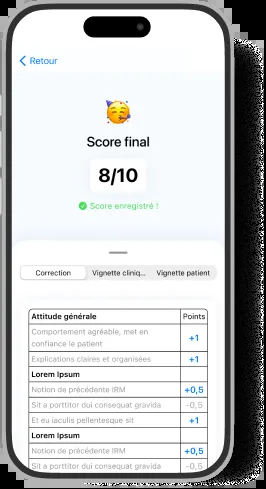 Retour
Score final
8/10
Score enregistré !
Correction Vignette cliniq... Vignette patient
Attitude générale Points
Comportement agréable, met en
confiance le patient +1
Explications claires et organisées +1
Lorem Ipsum
Notion de précédente IRM +0,5
Sit a porttitor dui consequat gravida -0,5
Et eu iaculis pellentesque sit +1
Lorem Ipsum
Notion de précédente IRM +0,5
Sit a porttitor dui consequat gravida -0,5